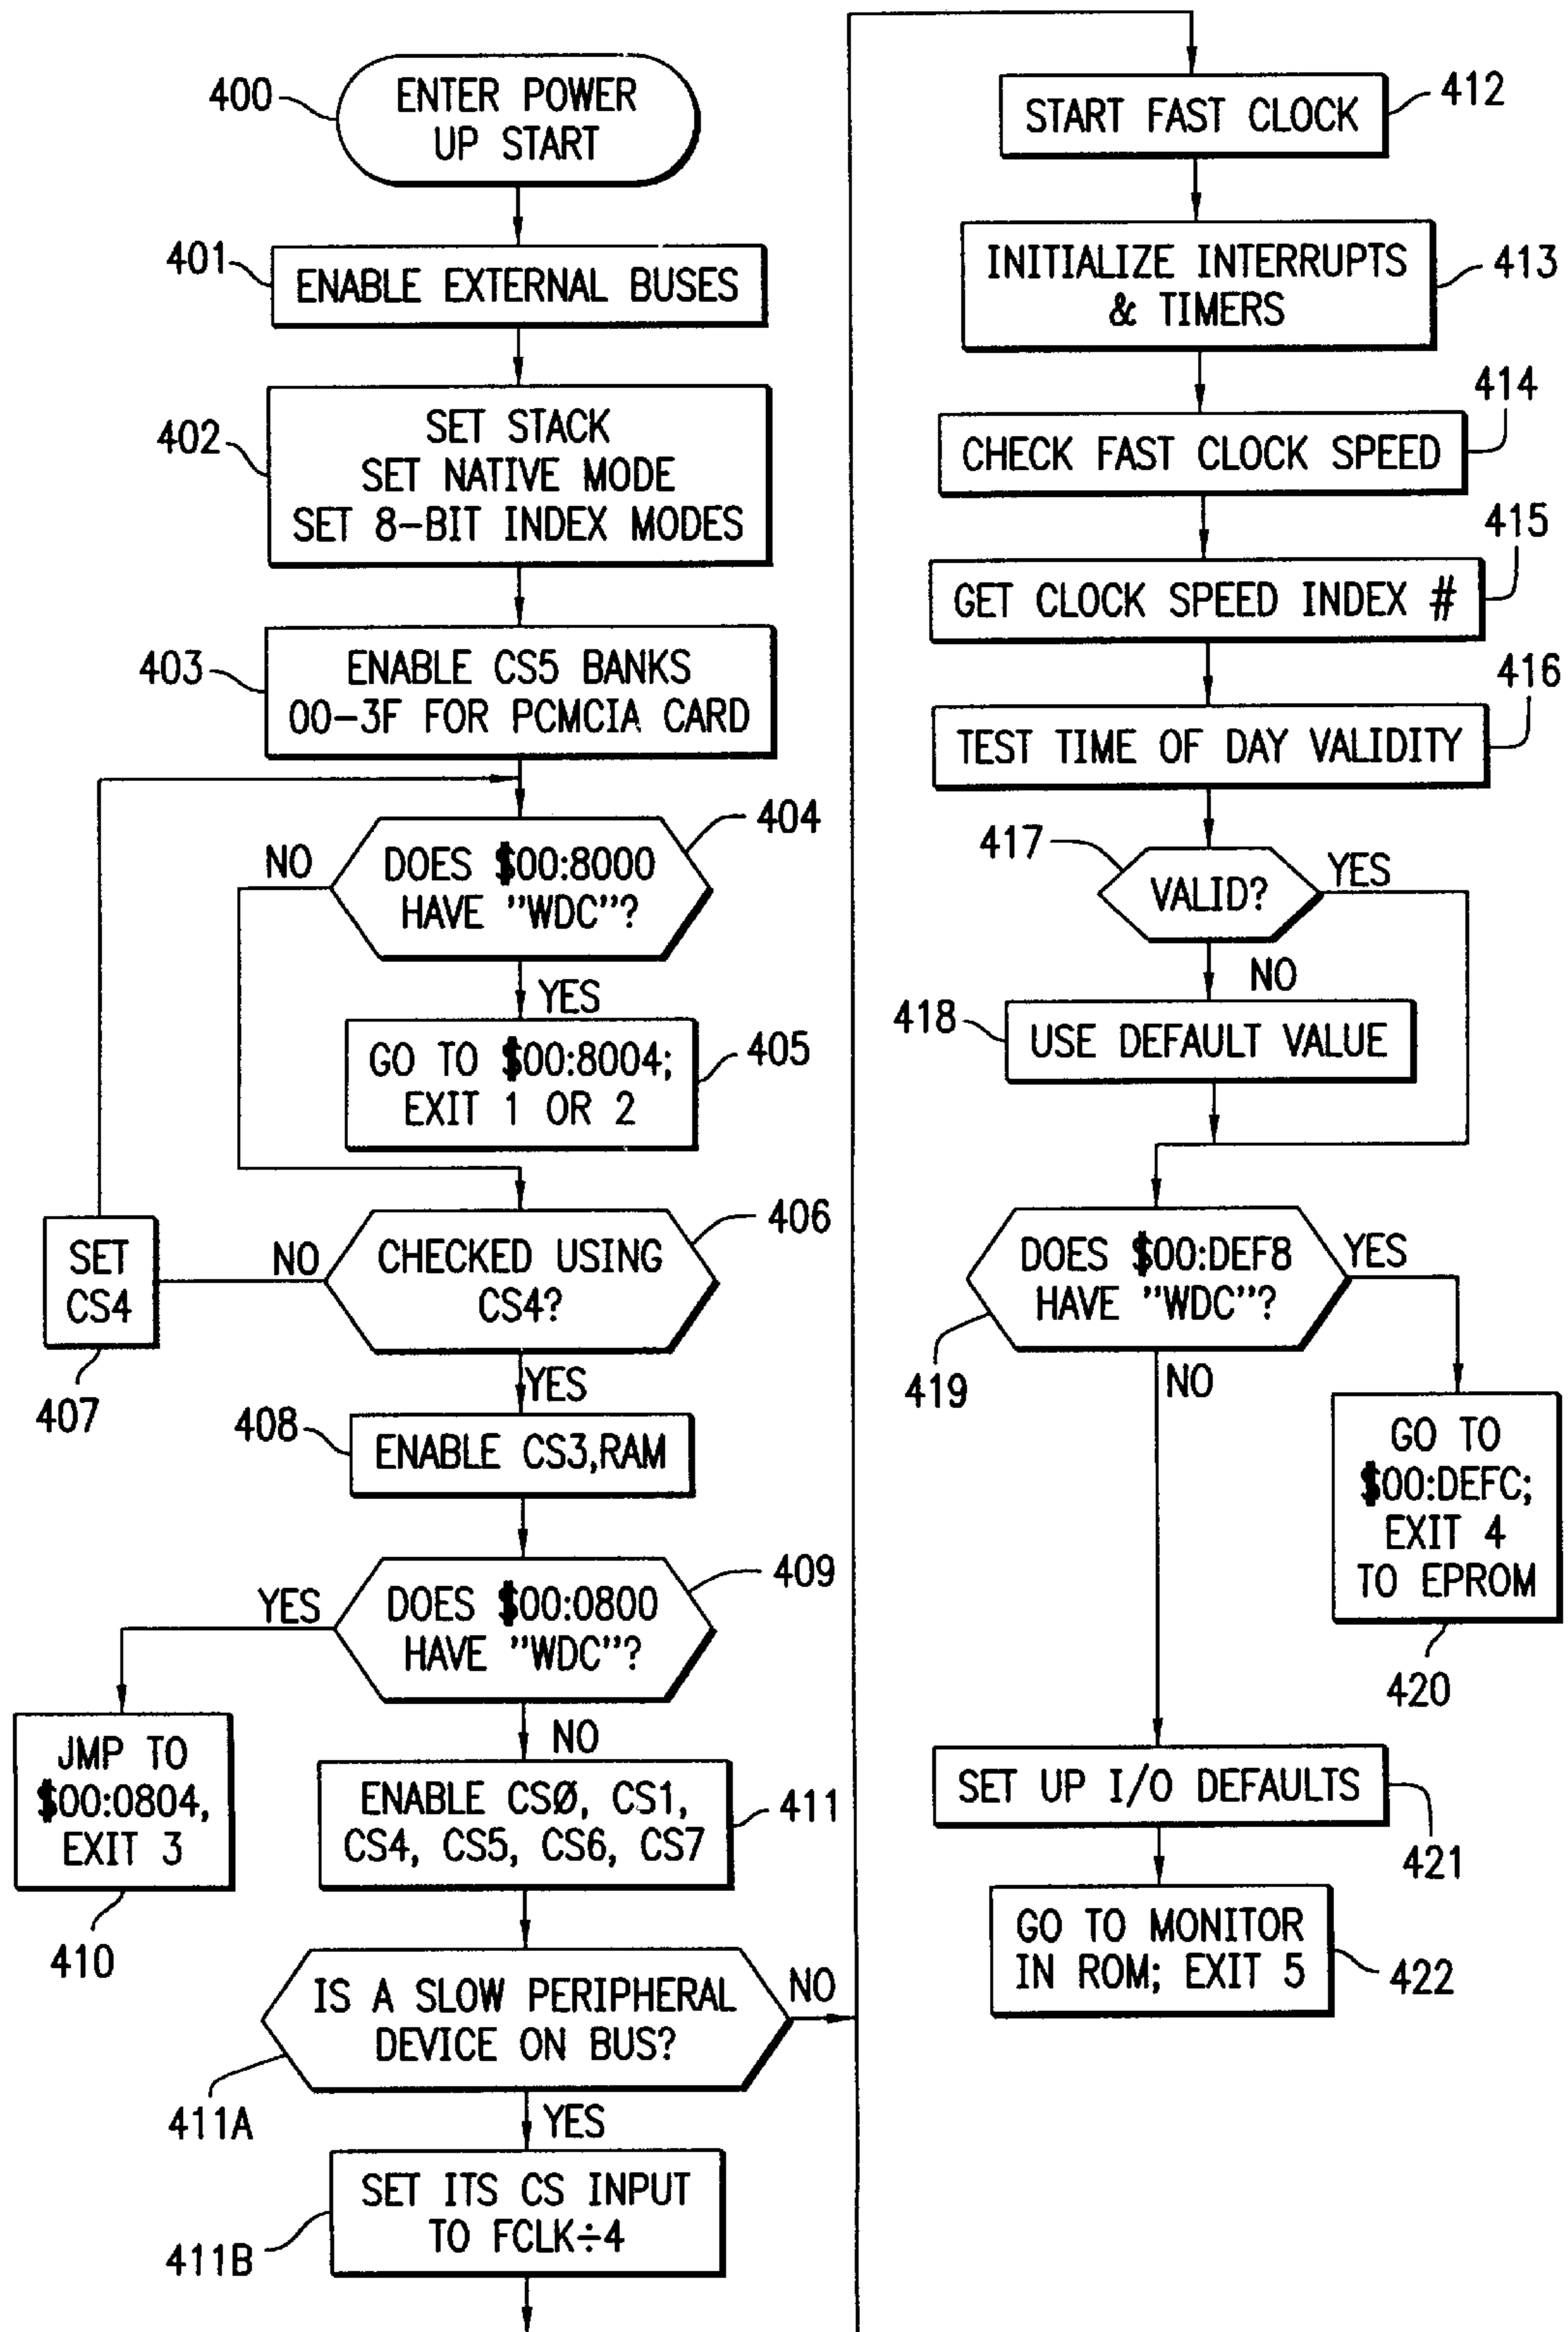 400
ENTER POWER
UP START
401
ENABLE EXTERNAL BUSES
402
SET STACK
SET NATIVE MODE
SET 8-BIT INDEX MODES
403
ENABLE CS5 BANKS
00-3F FOR PCMCIA CARD
404
NO
DOES $00:8000
HAVE "WDC"?
YES
405
GO TO $00:8004;
EXIT 1 OR 2
406
SET
CS4
NO
CHECKED USING
CS4?
407
YES
408
ENABLE CS3,RAM
409
YES
DOES $00:0800
HAVE "WDC"?
JMP TO
$00:0804,
EXIT 3
410
NO
ENABLE CSØ, CS1,
CS4, CS5, CS6, CS7
411
IS A SLOW PERIPHERAL
DEVICE ON BUS?
NO
411A
YES
SET ITS CS INPUT
TO FCLK÷4
411B
START FAST CLOCK
412
INITIALIZE INTERRUPTS
& TIMERS
413
414
CHECK FAST CLOCK SPEED
415
GET CLOCK SPEED INDEX #
416
TEST TIME OF DAY VALIDITY
417
VALID?
YES
NO
418
USE DEFAULT VALUE
DOES $00:DEF8
HAVE "WDC"?
YES
419
NO
GO TO
$00:DEFC;
EXIT 4
TO EPROM
420
SET UP I/O DEFAULTS
421
GO TO MONITOR
IN ROM; EXIT 5
422